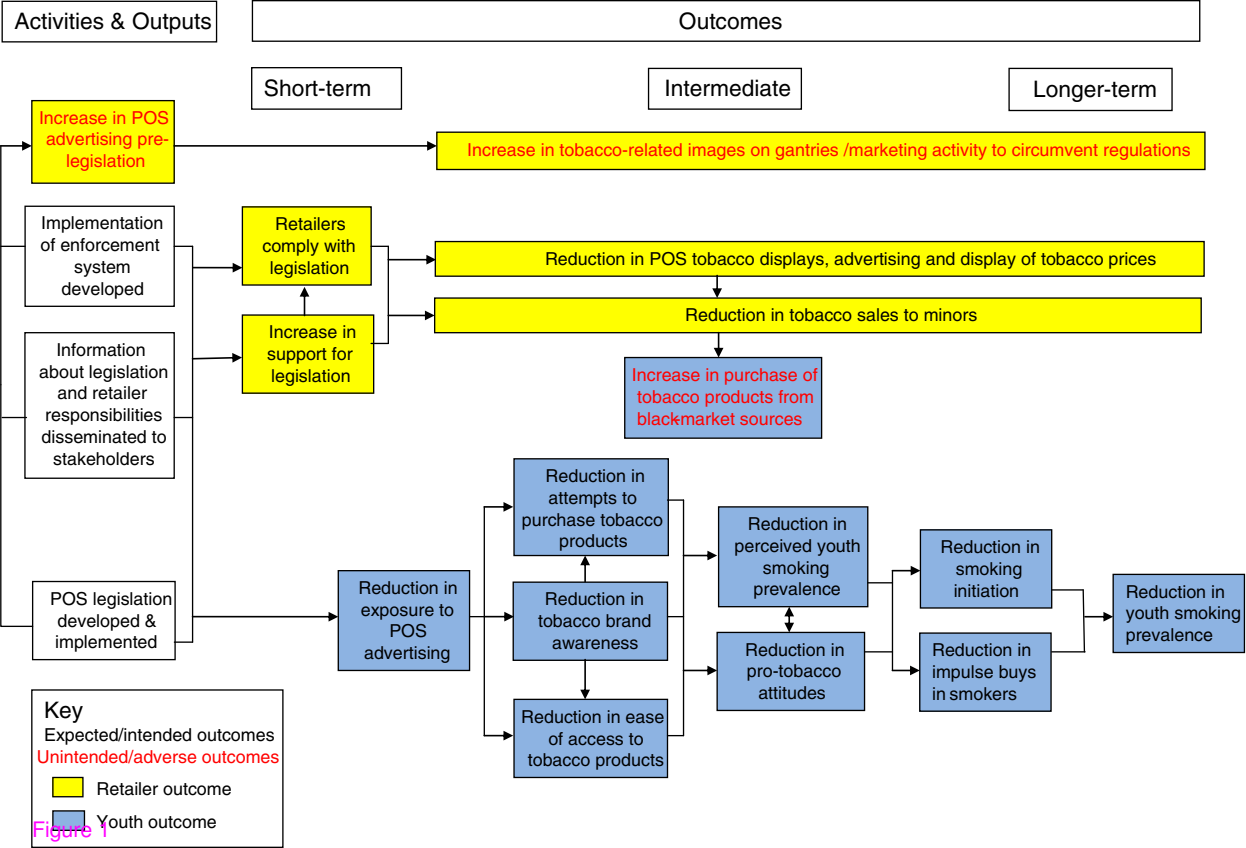 Activities & Outputs
Outcomes
Short-term
Intermediate
Longer-term
Increase in POS
advertising pre-
legislation
Increase in tobacco-related images on gantries /marketing activity to circumvent regulations
Implementation
of enforcement
system
developed
Retailers
comply with
legislation
Reduction in POS tobacco displays, advertising and display of tobacco prices
Reduction in tobacco sales to minors
Increase in
support for
legislation
Information
about legislation
and retailer
responsibilities
disseminated to
stakeholders
Increase in purchase of
tobacco products from
black-market sources
Reduction in
attempts to
purchase tobacco
products
Reduction in
perceived youth
smoking
prevalence
Reduction in
smoking
initiation
POS legislation
developed &
implemented
Reduction in
exposure to
POS
advertising
Reduction in
tobacco brand
awareness
Reduction in
youth smoking
prevalence
Reduction in
pro-tobacco
attitudes
Reduction in
impulse buys
in smokers
Reduction in ease
of access to
tobacco products
Key
Expected/intended outcomes
Unintended/adverse outcomes
Retailer outcome
Youth outcome
Figure 1